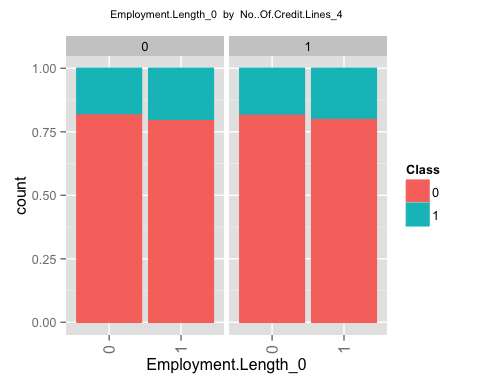 Employment.Length_0 by No..Of.Credit.Lines_4
0 1
1.00
0.75
0.50
0.25
0.00
count
0 1 0 1
Employment.Length_0
Class
0
1